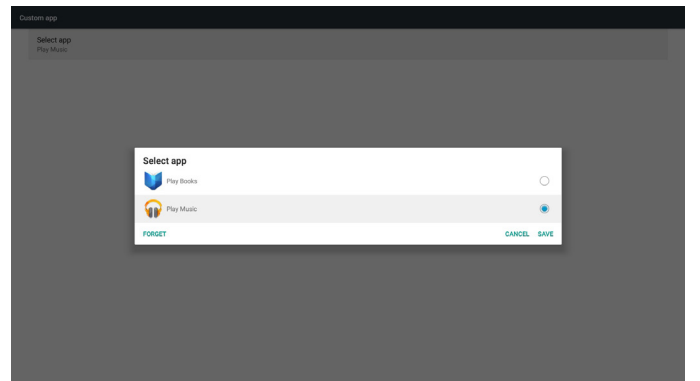 Custom app
Select app
Play Music
Select app
Play Books
Play Music
FORGET
CANCEL SAVE